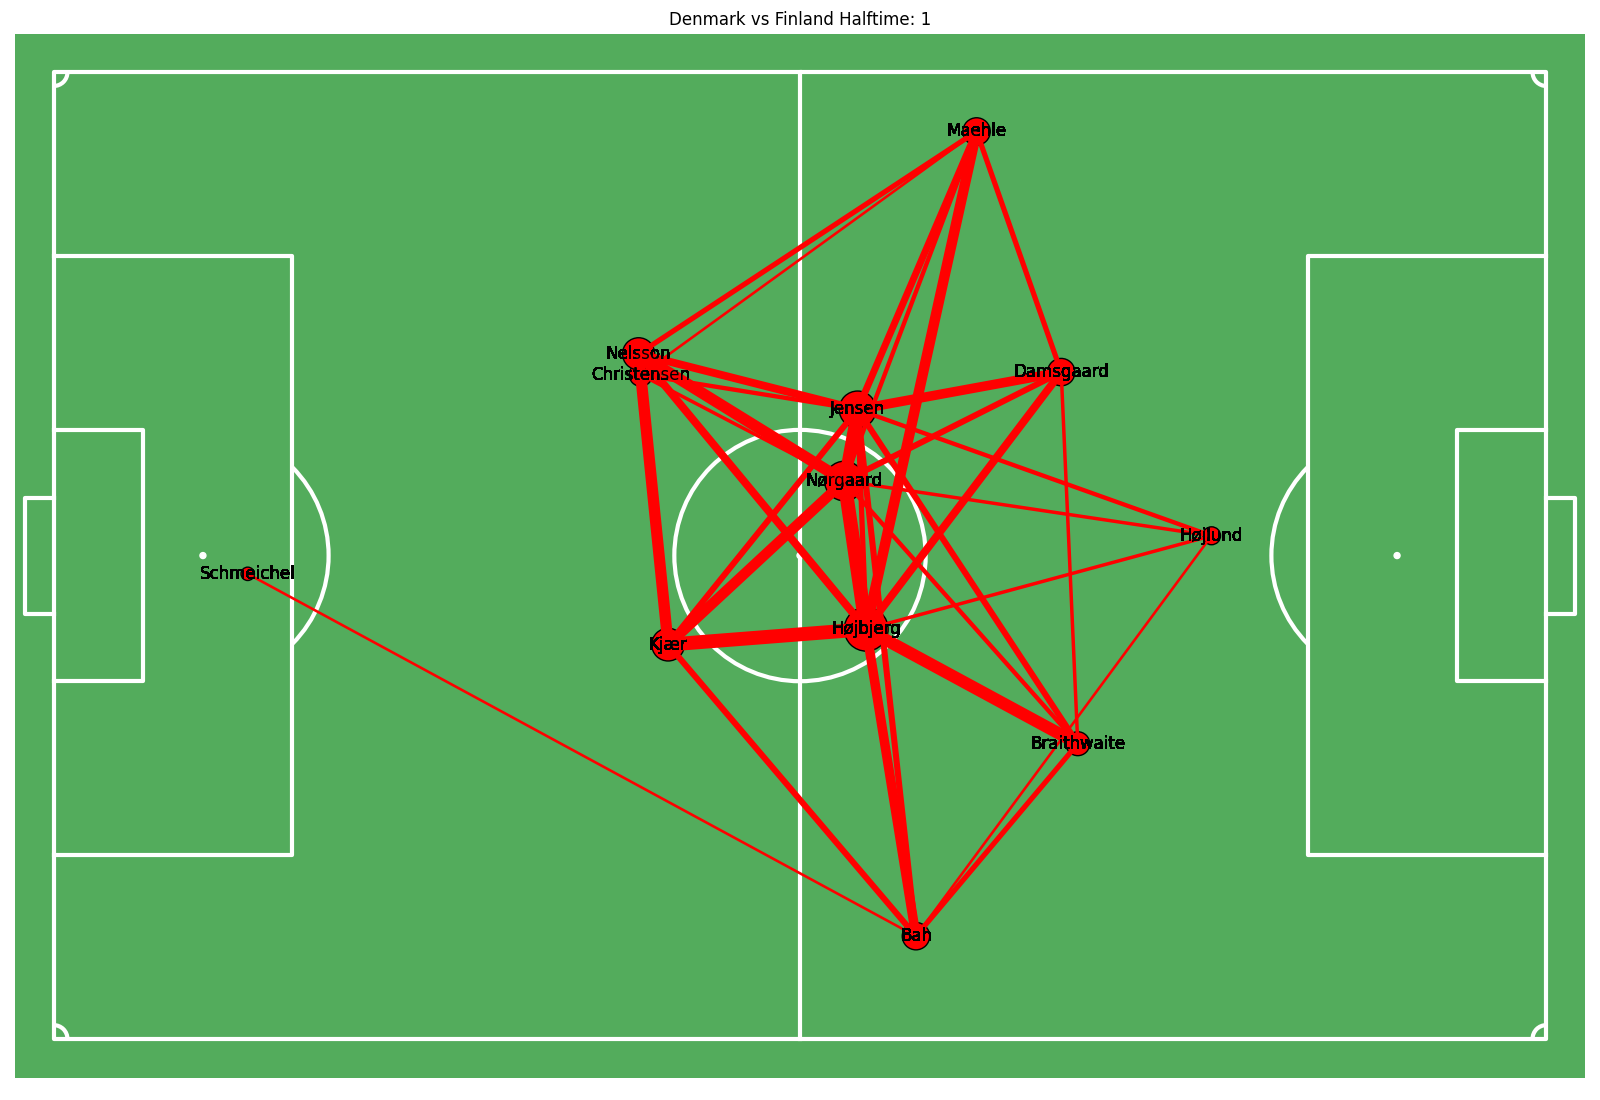 Denmark vs Finland Halftime: 1
Maehle
Nelsson
Christensen
Damsgaard
Jensen
Nørgaard
Højlund
Schmeichel
Højbjerg
Kjær
Braithwaite
Bah